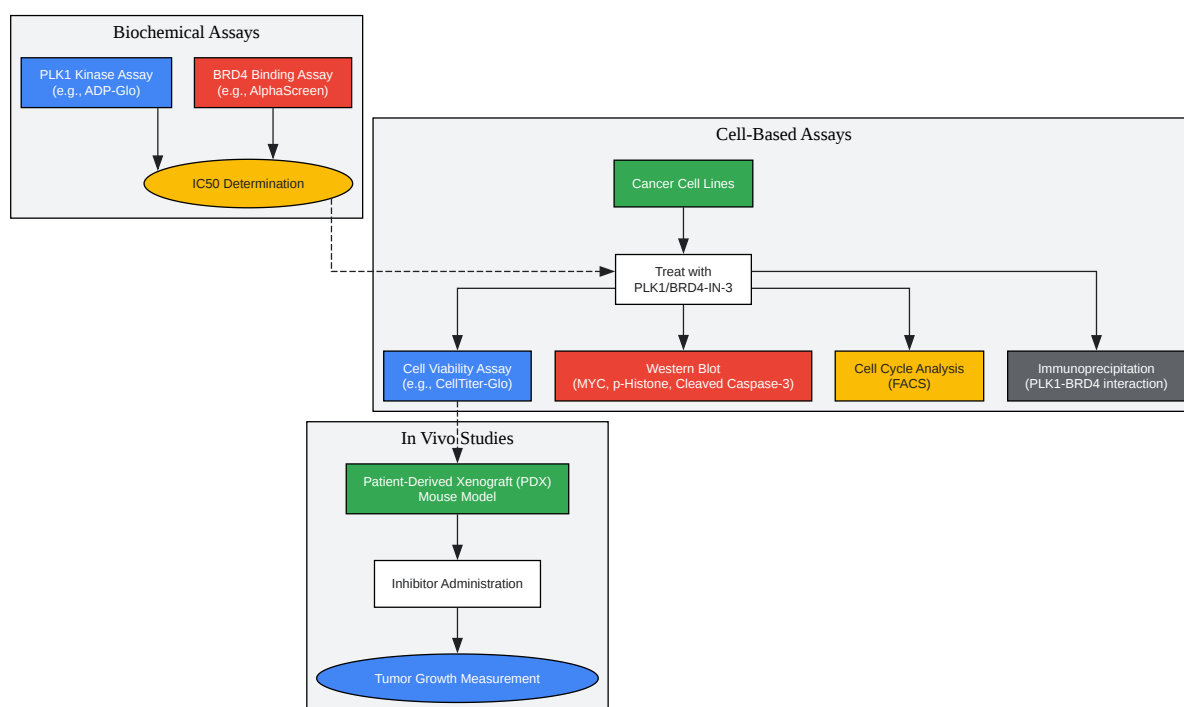 Biochemical Assays
PLK1 Kinase Assay
(e.g., ADP-Glo)
BRD4 Binding Assay
(e.g., AlphaScreen)
IC50 Determination
Cell-Based Assays
Cancer Cell Lines
Treat with
PLK1/BRD4-IN-3
Cell Viability Assay
(e.g., CellTiter-Glo)
Western Blot
(MYC, p-Histone, Cleaved Caspase-3)
Cell Cycle Analysis
(FACS)
Immunoprecipitation
(PLK1-BRD4 interaction)
In Vivo Studies
Patient-Derived Xenograft (PDX)
Mouse Model
Inhibitor Administration
Tumor Growth Measurement